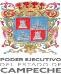 PODER EJECUTIVO
DEL ESTADO DE
CAMPECHE